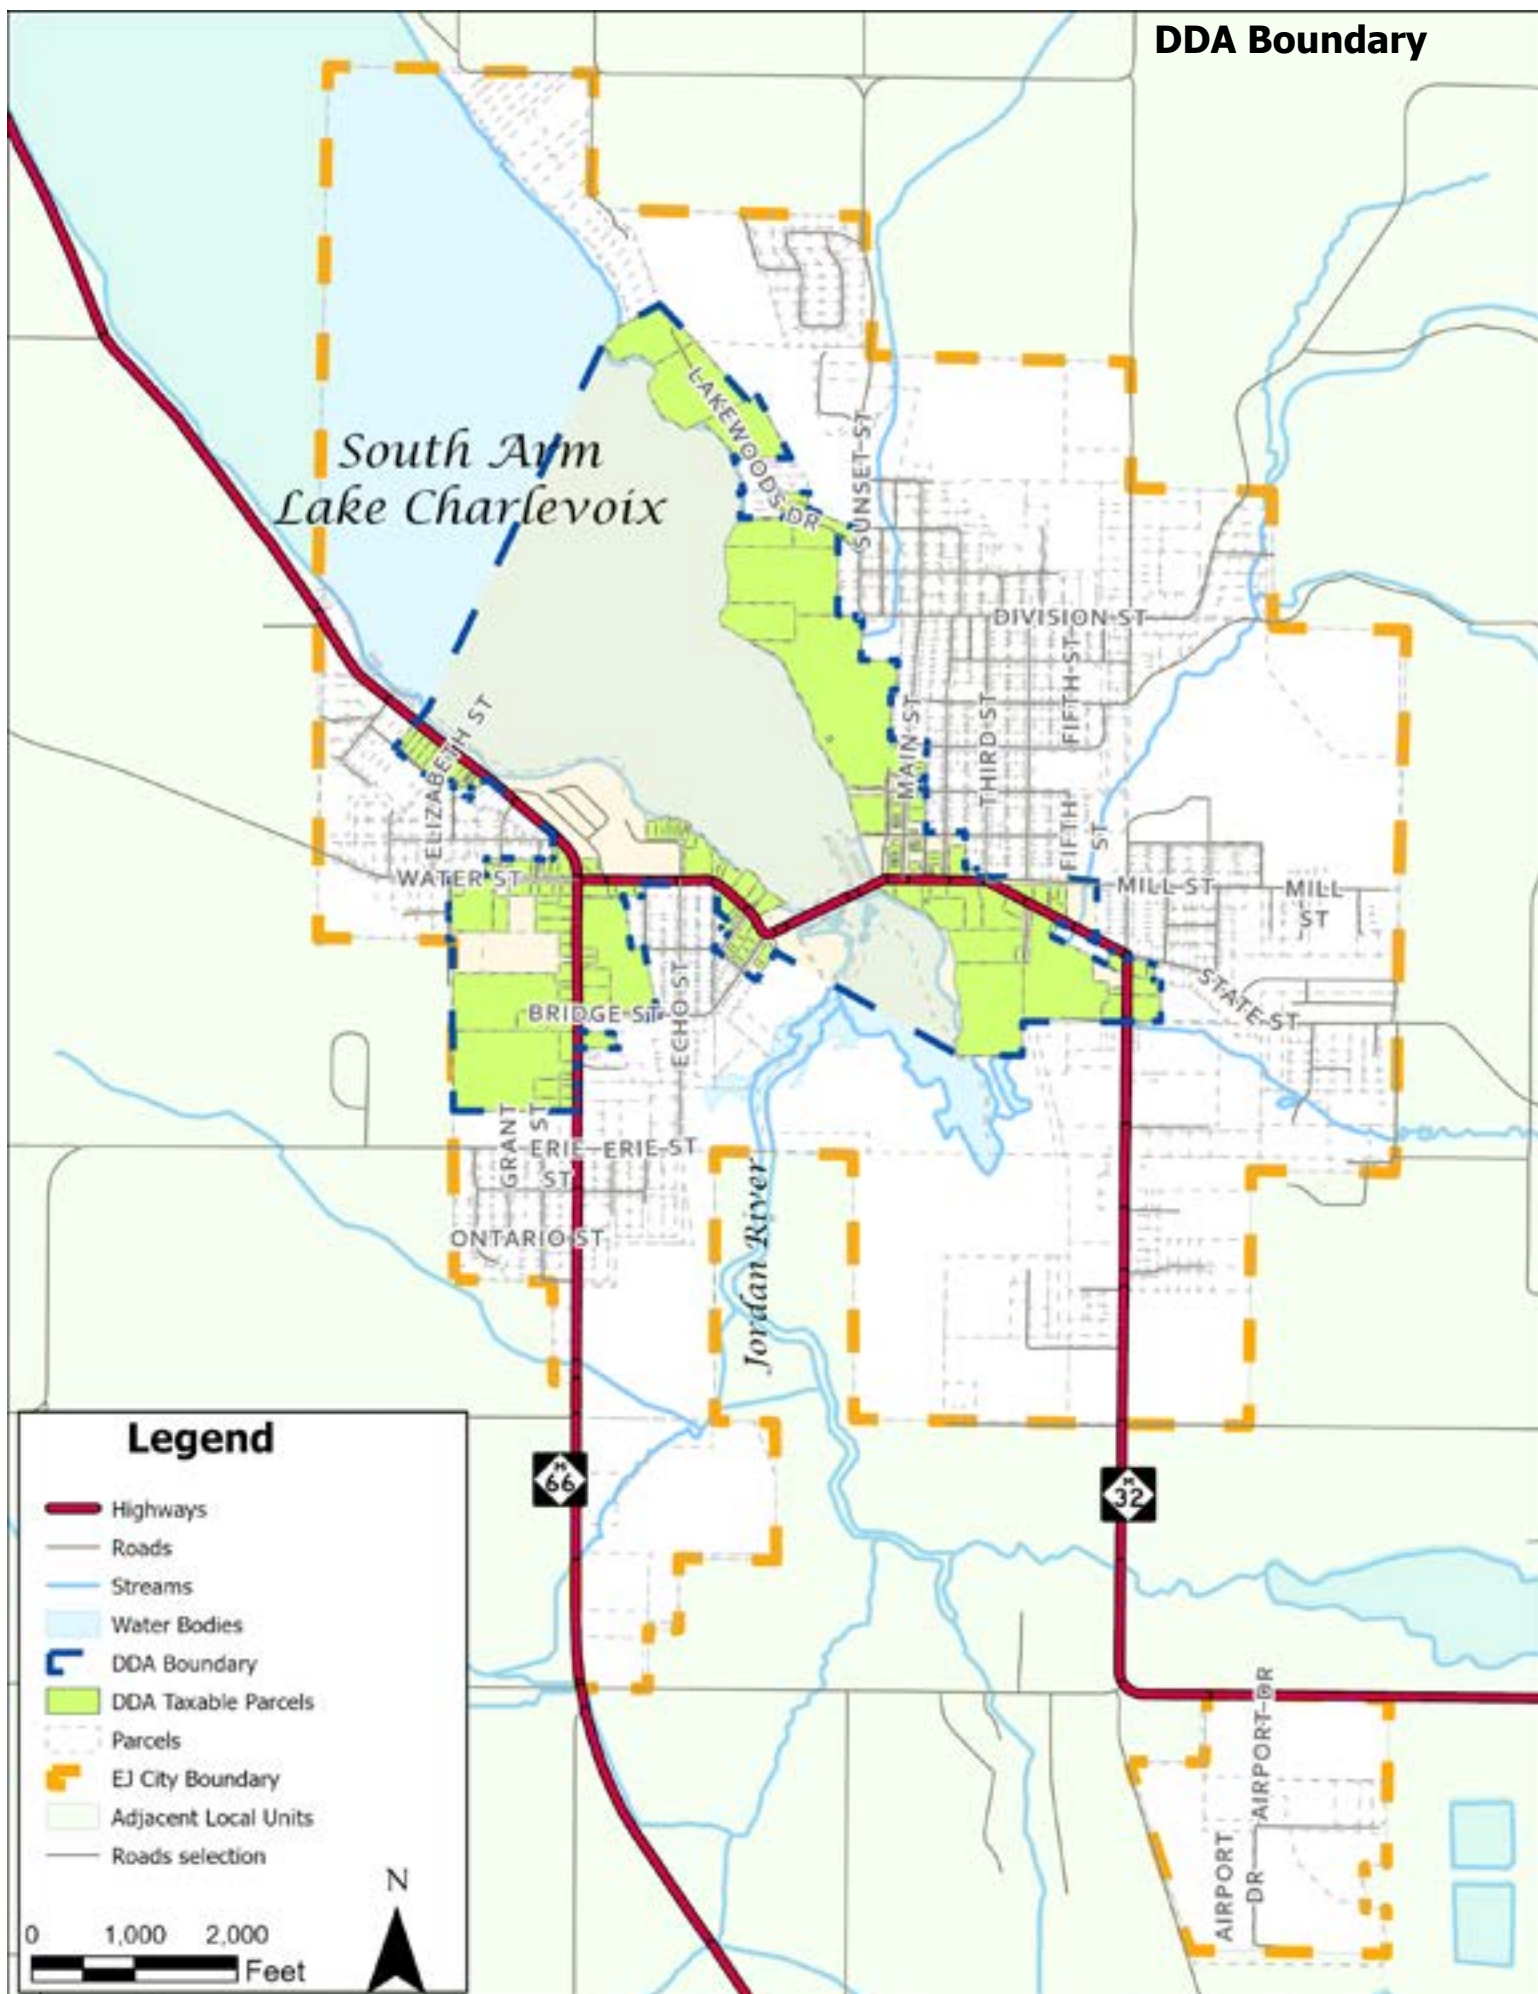 DDA Boundary
South Arm
Lake Charlevoix
LAKEWOODS DR
SUNSET ST
DIVISION ST
FIFTH ST
MAIN ST
THIRD ST
ELIZABETH ST
FIFTH
ST
WATER ST
MILL ST
MILL
ST
STATE ST
BRIDGE ST
ECHO ST
GRANT
ST
ERIE
ST
ERIE ST
ONTARIO ST
Jordan River
M
66
M
32
AIRPORT DR
AIRPORT
DR
Legend
Highways
Roads
Streams
Water Bodies
DDA Boundary
DDA Taxable Parcels
Parcels
EJ City Boundary
Adjacent Local Units
Roads selection
N
0 1,000 2,000
Feet